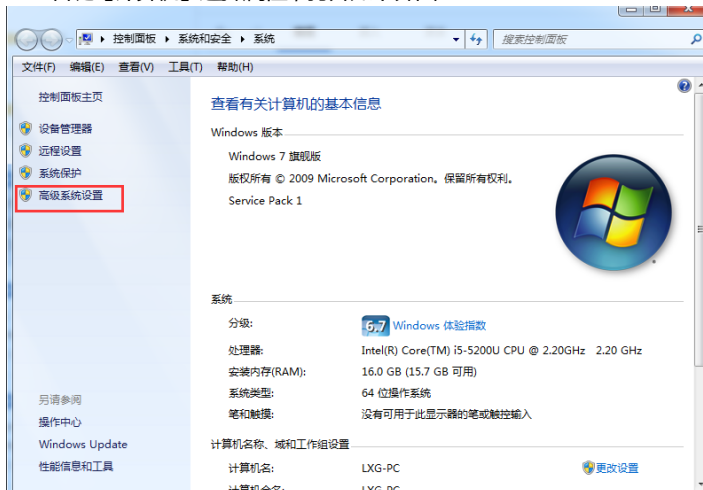 控制面板 ▸ 系统和安全 ▸ 系统
搜索控制面板
文件(F) 编辑(E) 查看(V) 工具(T) 帮助(H)
控制面板主页
设备管理器
远程设置
系统保护
高级系统设置
另请参阅
操作中心
Windows Update
性能信息和工具
查看有关计算机的基本信息
Windows 版本
Windows 7 旗舰版
版权所有 © 2009 Microsoft Corporation。保留所有权利。
Service Pack 1
系统
分级: 6.7 Windows 体验指数
处理器: Intel(R) Core(TM) i5-5200U CPU @ 2.20GHz 2.20 GHz
安装内存(RAM): 16.0 GB (15.7 GB 可用)
系统类型: 64 位操作系统
笔和触摸: 没有可用于此显示器的笔或触控输入
计算机名称、域和工作组设置
计算机名: LXG-PC 更改设置